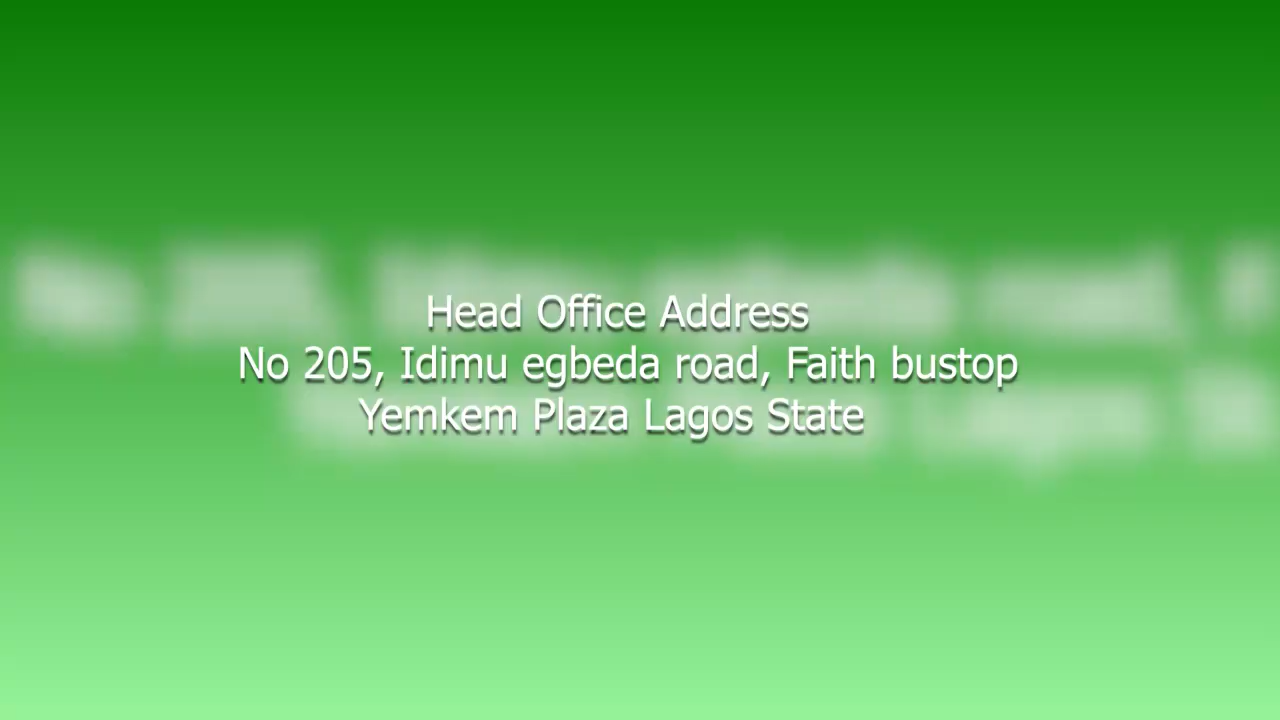 Head Office Address
No 205, Idimu egbeda road, Faith bustop
Yemkem Plaza Lagos State